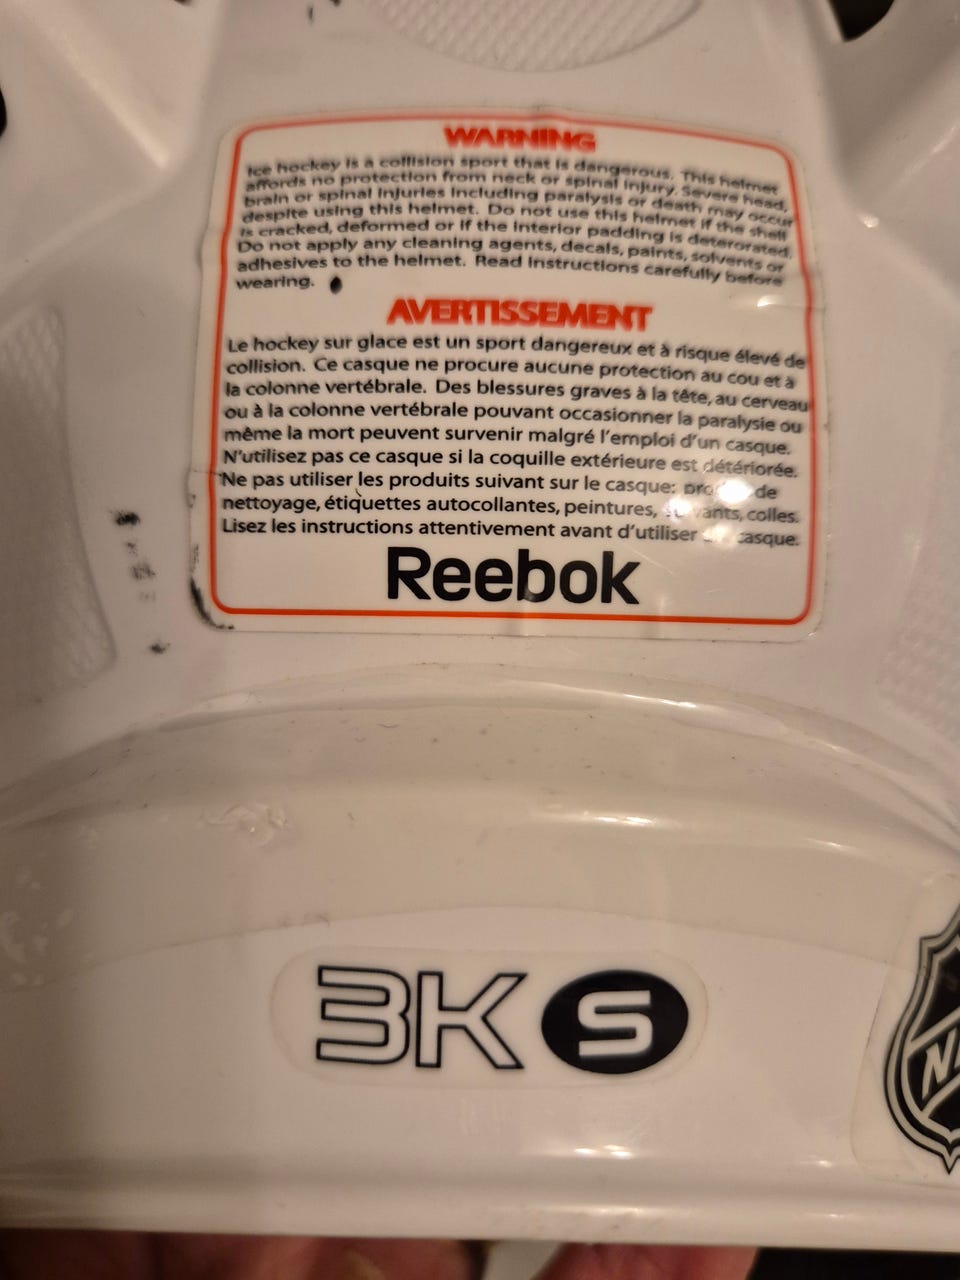 WARNING
Ice hockey is a collision sport that is dangerous. This helmet
affords no protection from neck or spinal injury. Severe head,
brain or spinal injuries including paralysis or death may occur
despite using this helmet. Do not use this helmet if the shell
is cracked, deformed or if the interior padding is deterorated.
Do not apply any cleaning agents, decals, paints, solvents or
adhesives to the helmet. Read instructions carefully before
wearing.
AVERTISSEMENT
Le hockey sur glace est un sport dangereux et à risque élevé de
collision. Ce casque ne procure aucune protection au cou et à
la colonne vertébrale. Des blessures graves à la tête, au cerveau
ou à la colonne vertébrale pouvant occasionner la paralysie ou
même la mort peuvent survenir malgré l'emploi d'un casque.
N'utilisez pas ce casque si la coquille extérieure est détériorée.
Ne pas utiliser les produits suivant sur le casque: de
nettoyage, étiquettes autocollantes, peintures, colles.
Lisez les instructions attentivement avant d'utiliser casque.
Reebok
3K S